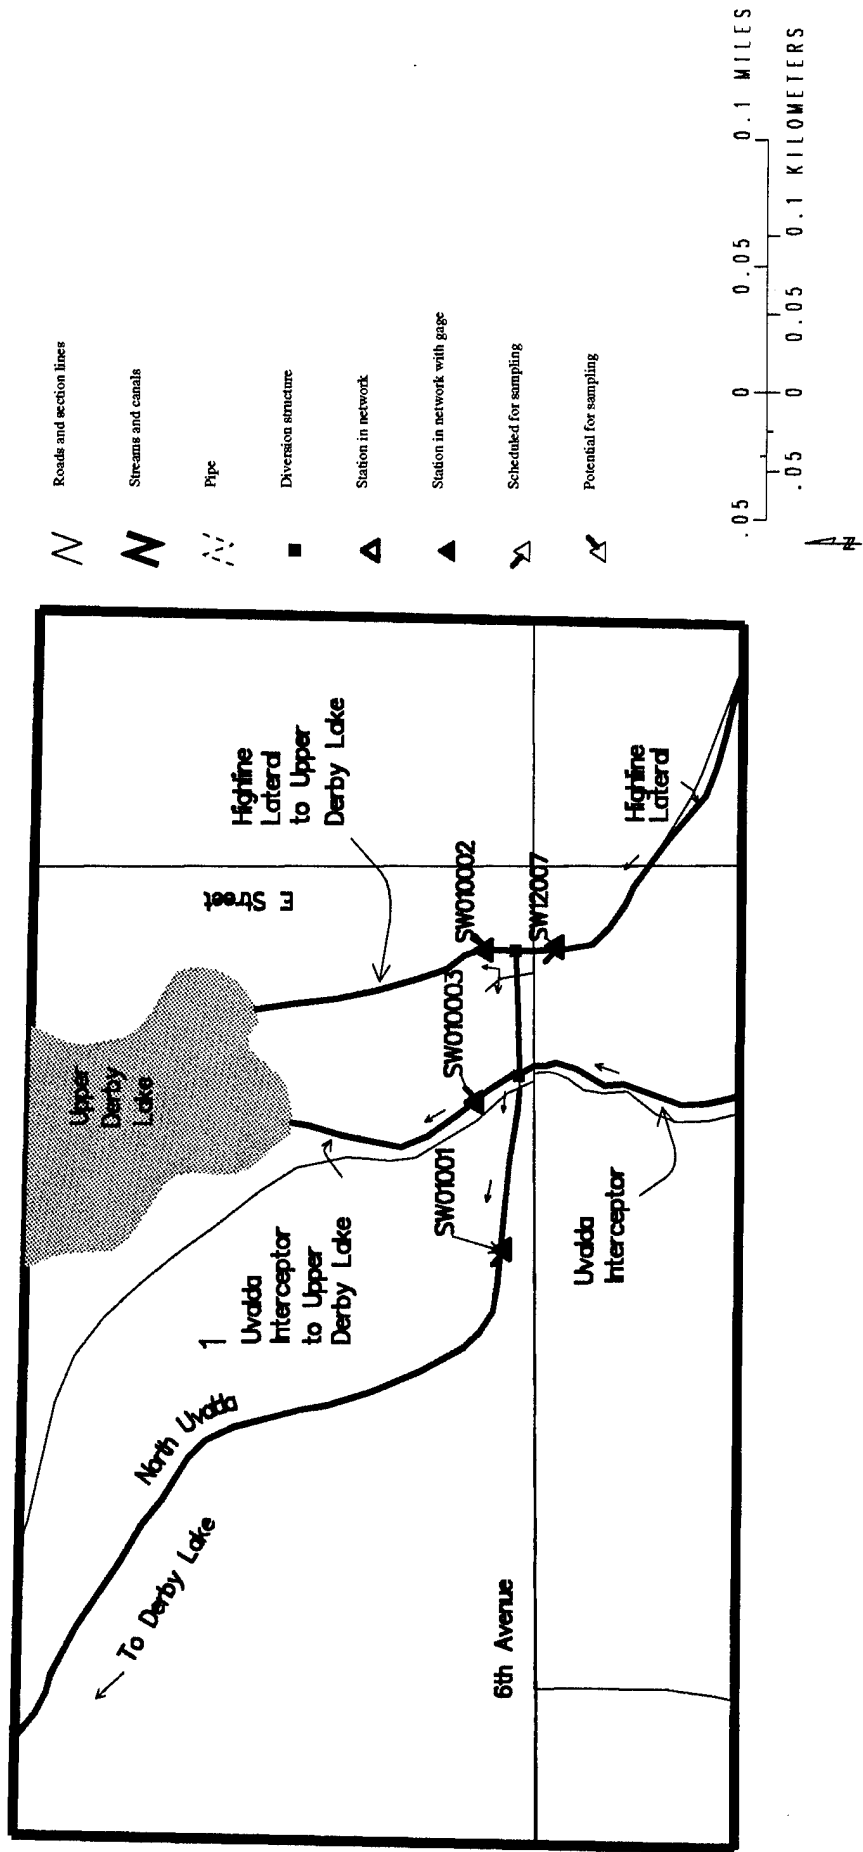 Upper
Derby
Lake
E Street
Highline
Lateral
to Upper
Derby Lake
SW010002
SW010003
SW12007
SW01001
Highline
Lateral
1
Uvalda
Interceptor
to Upper
Derby Lake
North Uvalda
To Derby Lake
6th Avenue
Uvalda
Interceptor
Roads and section lines
Streams and canals
Pipe
Diversion structure
Station in network
Station in network with gage
Scheduled for sampling
Potential for sampling
.05 0 0.05 0.1 MILES
.05 0 0.05 0.1 KILOMETERS
N